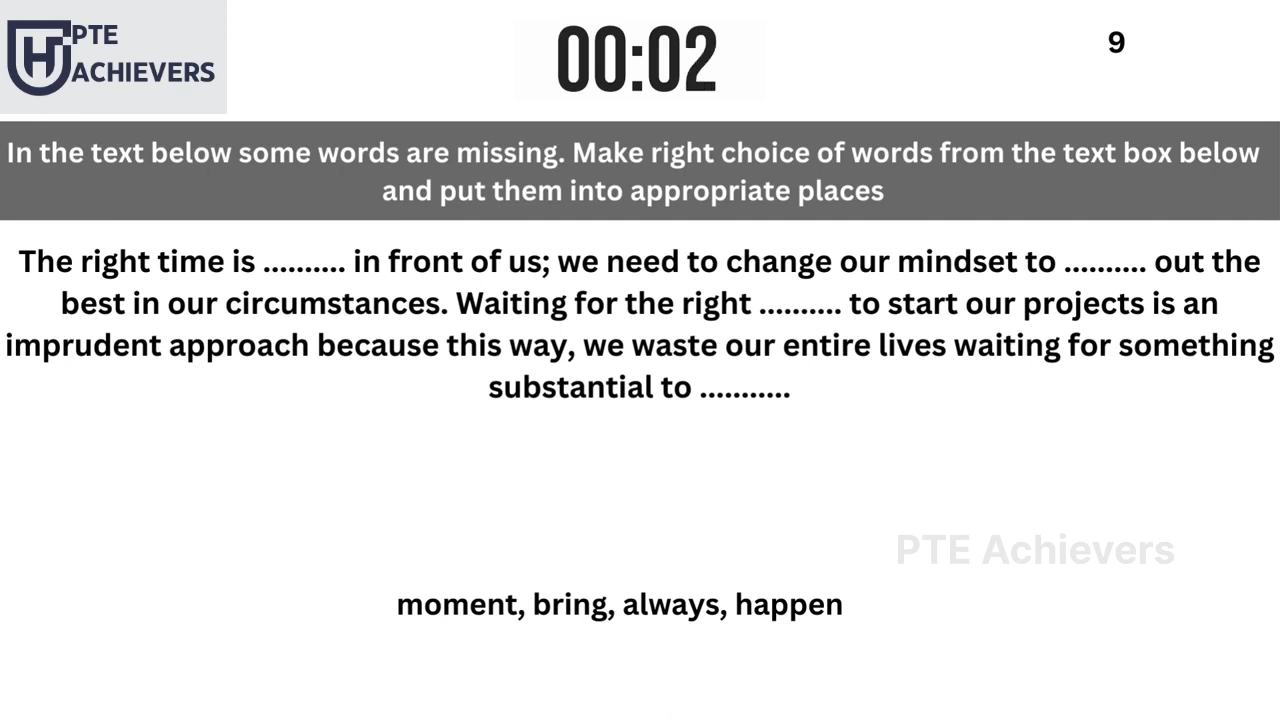 PTE
ACHIEVERS
00:02
9
In the text below some words are missing. Make right choice of words from the text box below
and put them into appropriate places
The right time is .......... in front of us; we need to change our mindset to .......... out the
best in our circumstances. Waiting for the right .......... to start our projects is an
imprudent approach because this way, we waste our entire lives waiting for something
substantial to ...........
PTE Achievers
moment, bring, always, happen